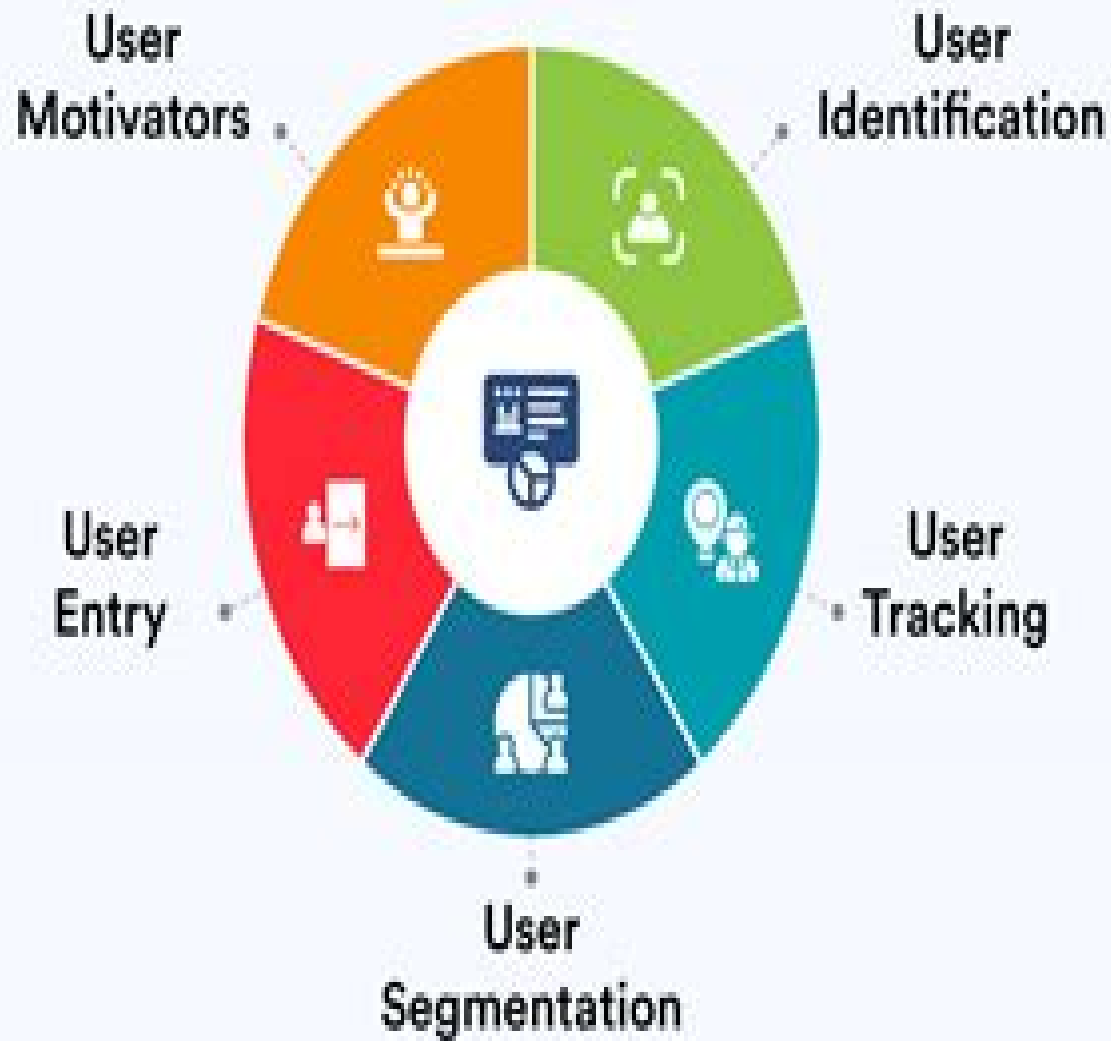 User
Motivators
User
Identification
User
Entry
User
Tracking
User
Segmentation